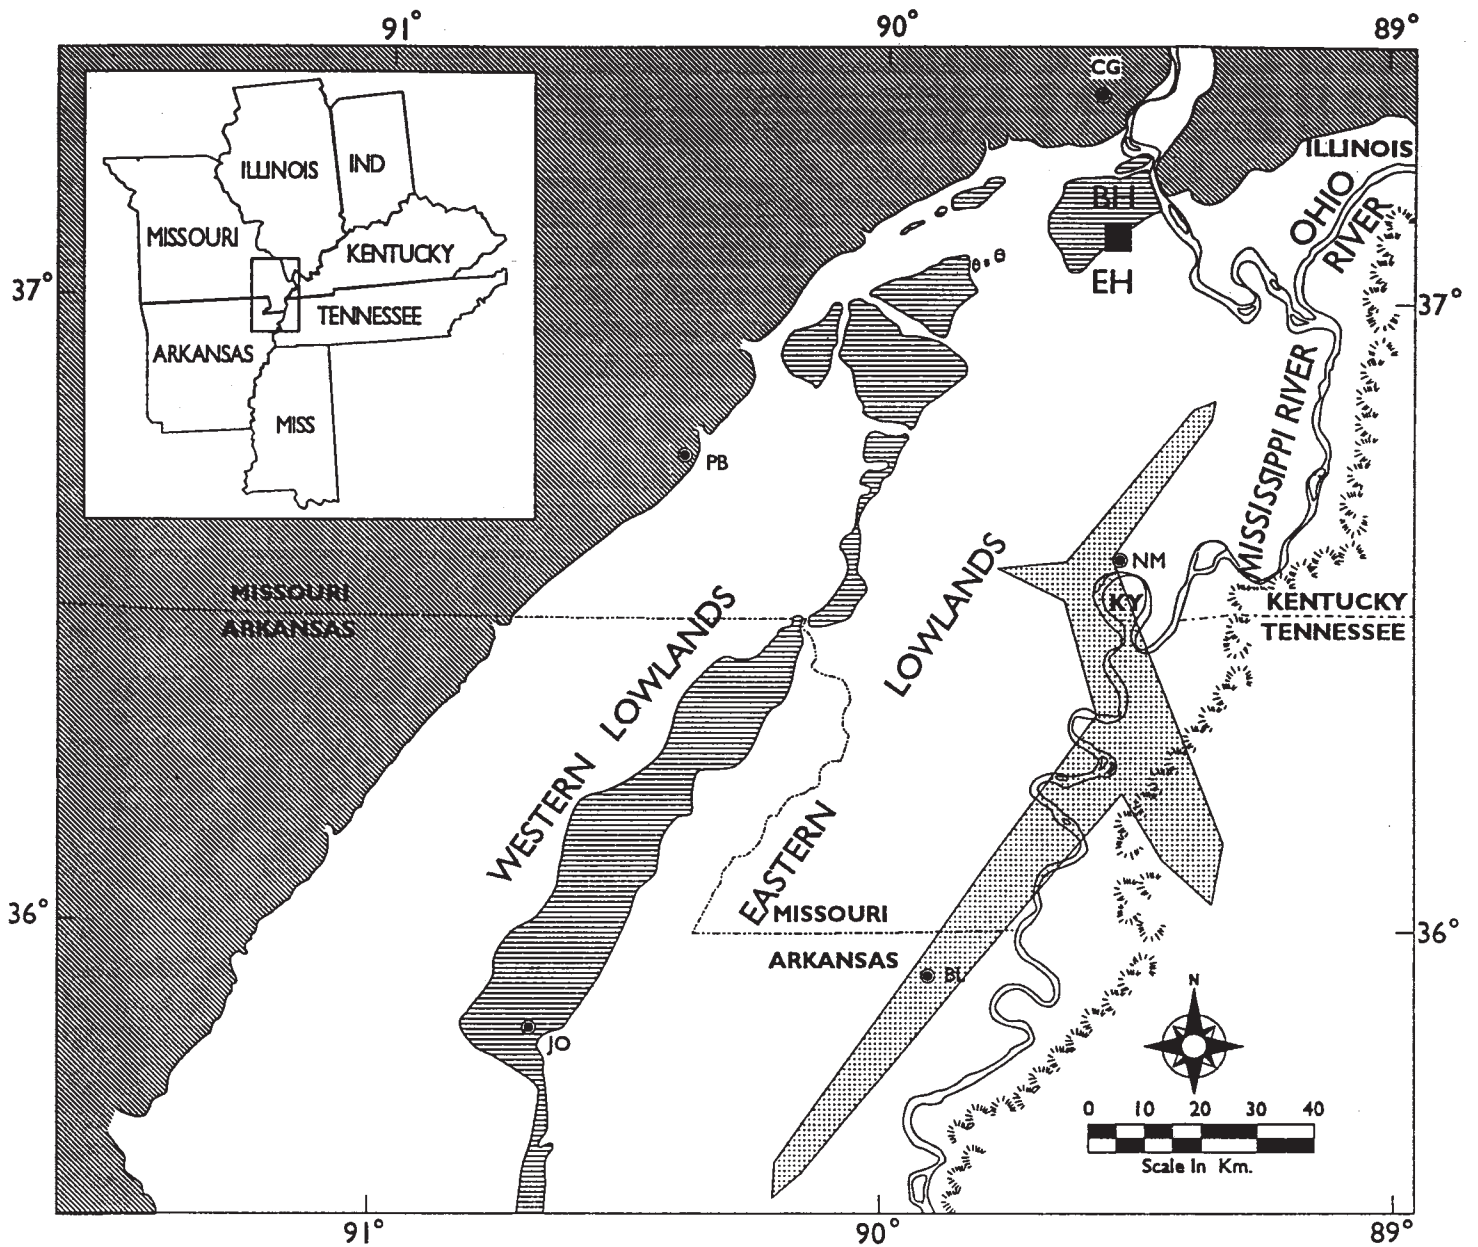 91° 90° 89°
CG
ILLINOIS
IND
MISSOURI
KENTUCKY
TENNESSEE
ARKANSAS
MISS
ILLINOIS
OHIO
RIVER
BH
EH
37° 37°
MISSISSIPPI RIVER
PB
NM
KY
MISSOURI
ARKANSAS
KENTUCKY
TENNESSEE
WESTERN LOWLANDS
EASTERN LOWLANDS
36° 36°
MISSOURI
ARKANSAS
BL
JO
N
0 10 20 30 40
Scale In Km.
91° 90° 89°